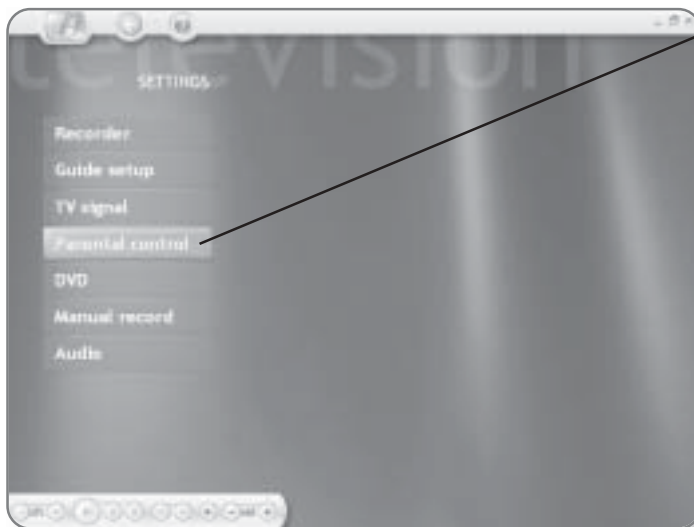 television
SETTINGS
Recorder
Guide setup
TV signal
Parental control
DVD
Manual record
Audio